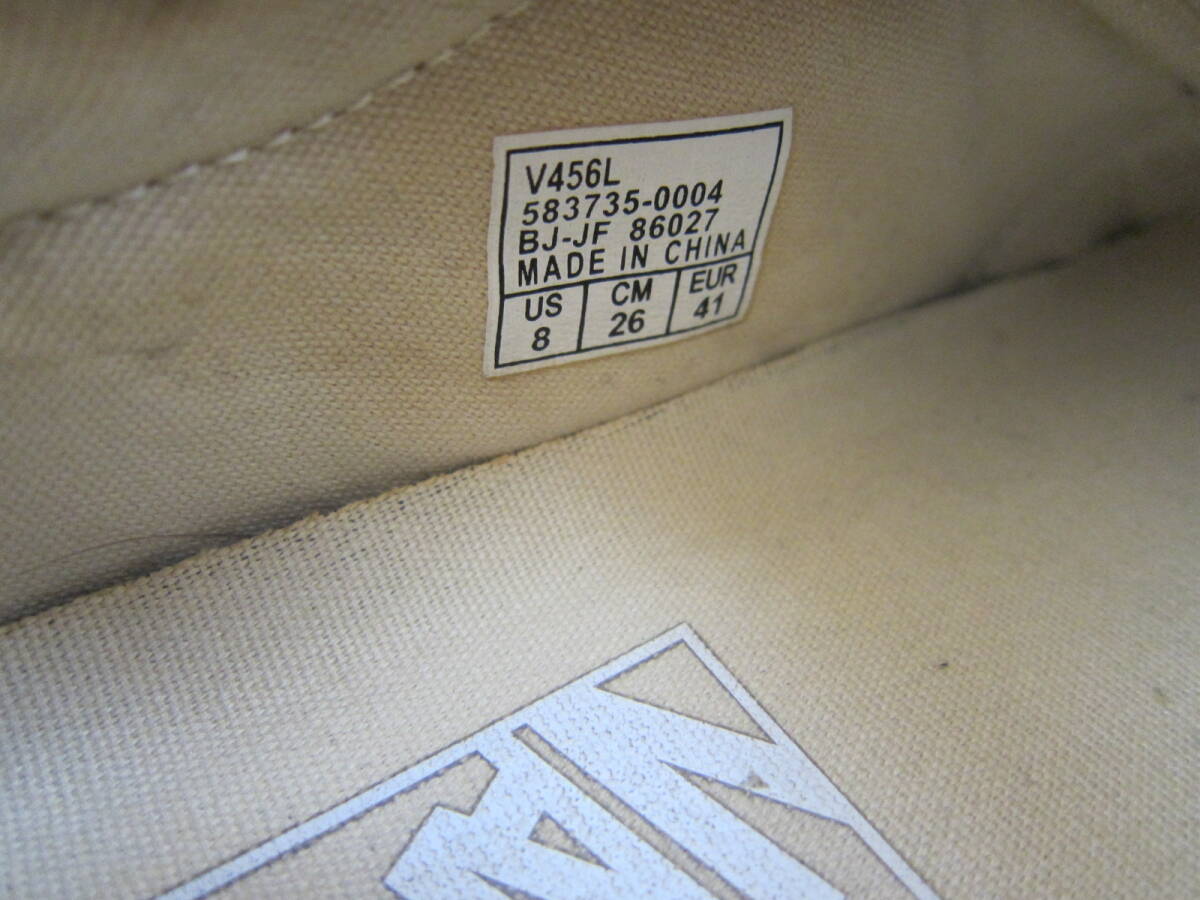 V456L
583735-0004
BJ-JF 86027
MADE IN CHINA
US CM EUR
8 26 41